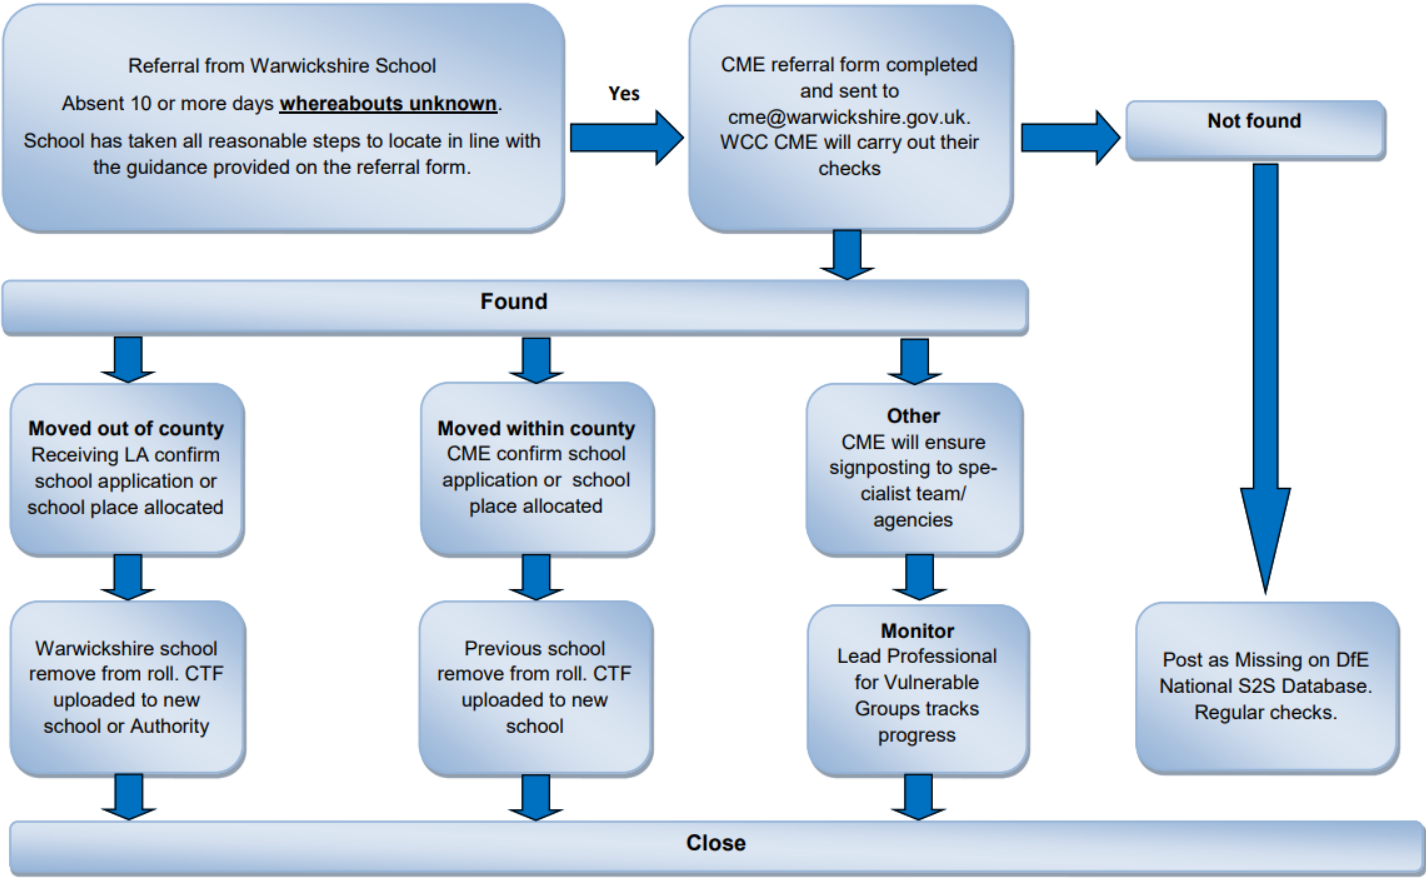 Referral from Warwickshire School
Absent 10 or more days whereabouts unknown.
School has taken all reasonable steps to locate in line with
the guidance provided on the referral form.
Yes
CME referral form completed
and sent to
cme@warwickshire.gov.uk.
WCC CME will carry out their
checks
Not found
Found
Moved out of county
Receiving LA confirm
school application or
school place allocated
Moved within county
CME confirm school
application or  school
place allocated
Other
CME will ensure
signposting to spe-
cialist team/
agencies
Warwickshire school
remove from roll. CTF
uploaded to new
school or Authority
Previous school
remove from roll. CTF
uploaded to new
school
Monitor
Lead Professional
for Vulnerable
Groups tracks
progress
Post as Missing on DfE
National S2S Database.
Regular checks.
Close